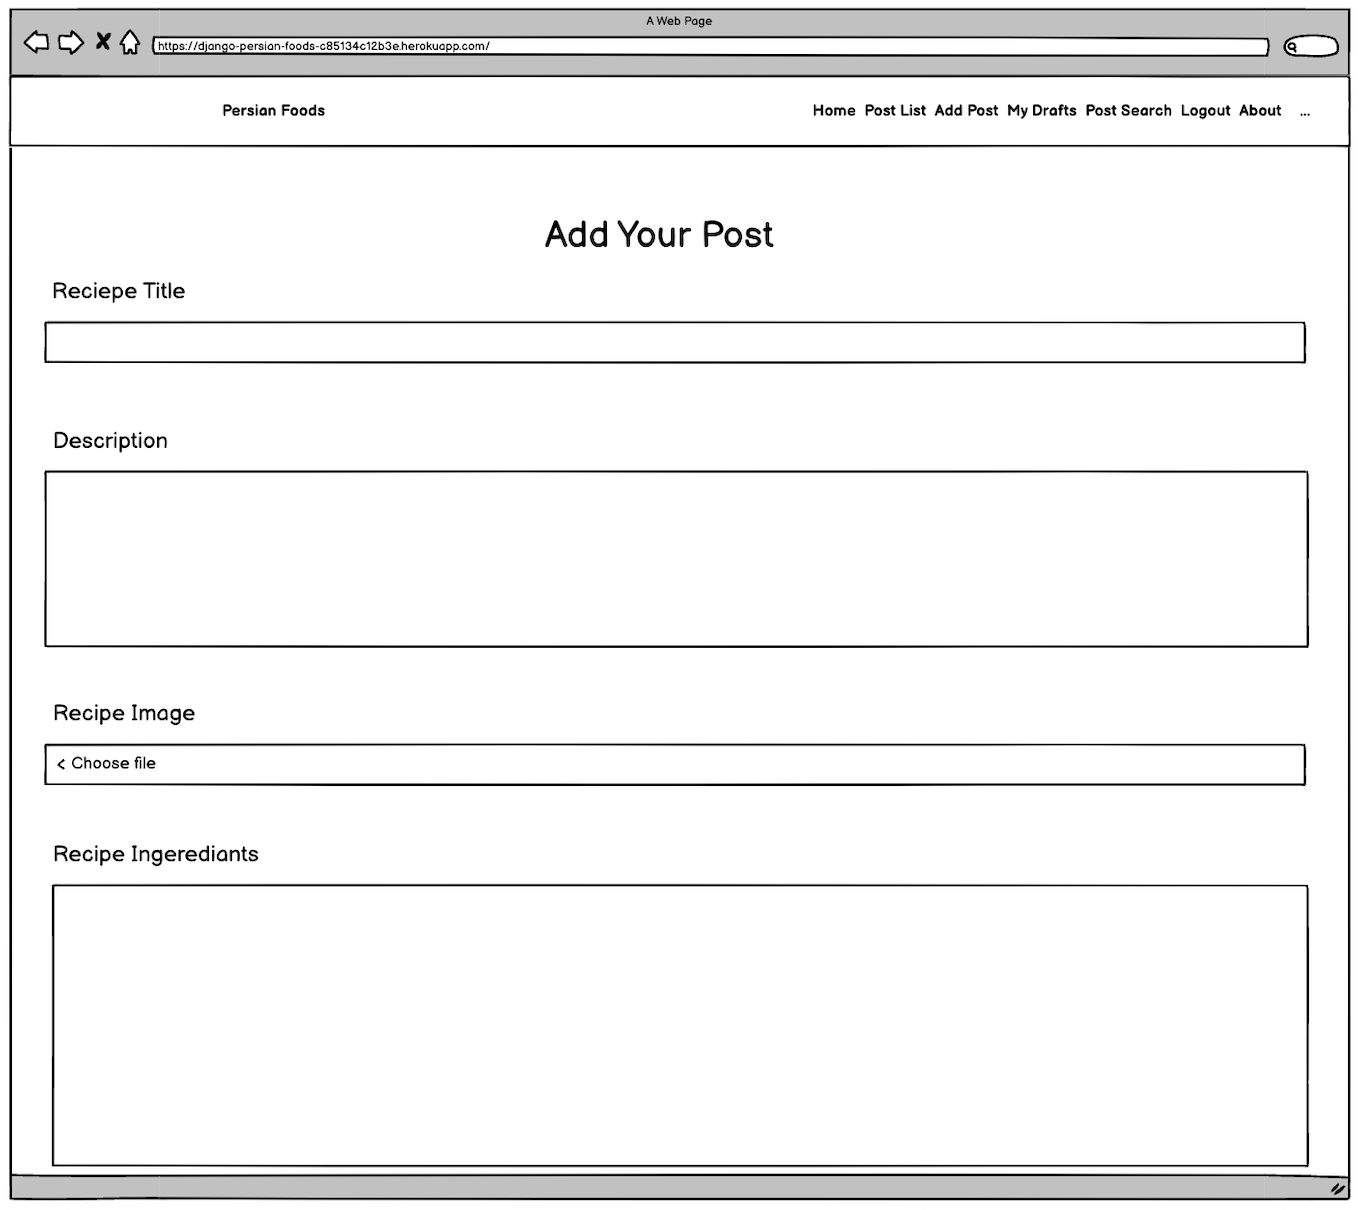 A Web Page
https://django-persian-foods-c85134c12b3e.herokuapp.com/
Persian Foods Home Post List Add Post My Drafts Post Search Logout About ...
Add Your Post
Reciepe Title
Description
Recipe Image
< Choose file
Recipe Ingerediants